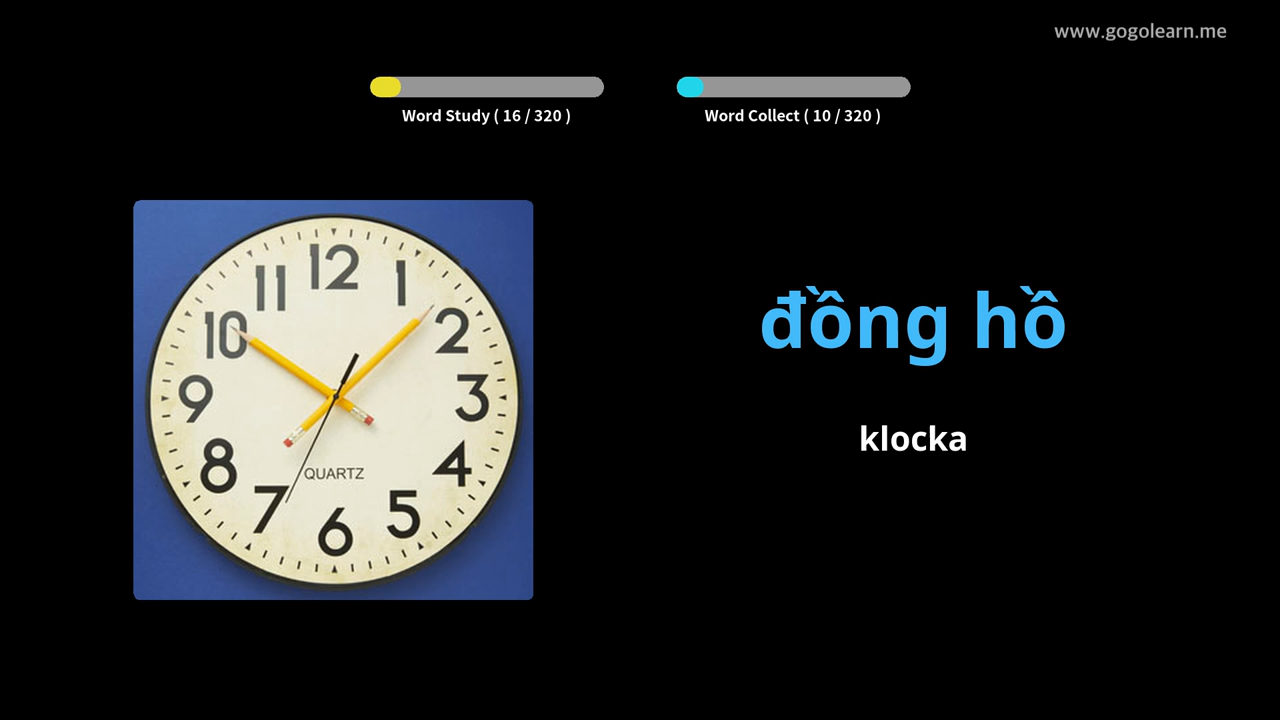 www.gogolearn.me
Word Study ( 16 / 320 )
Word Collect ( 10 / 320 )
12
1
2
3
4
5
6
7
8
9
10
11
QUARTZ
đồng hồ
klocka